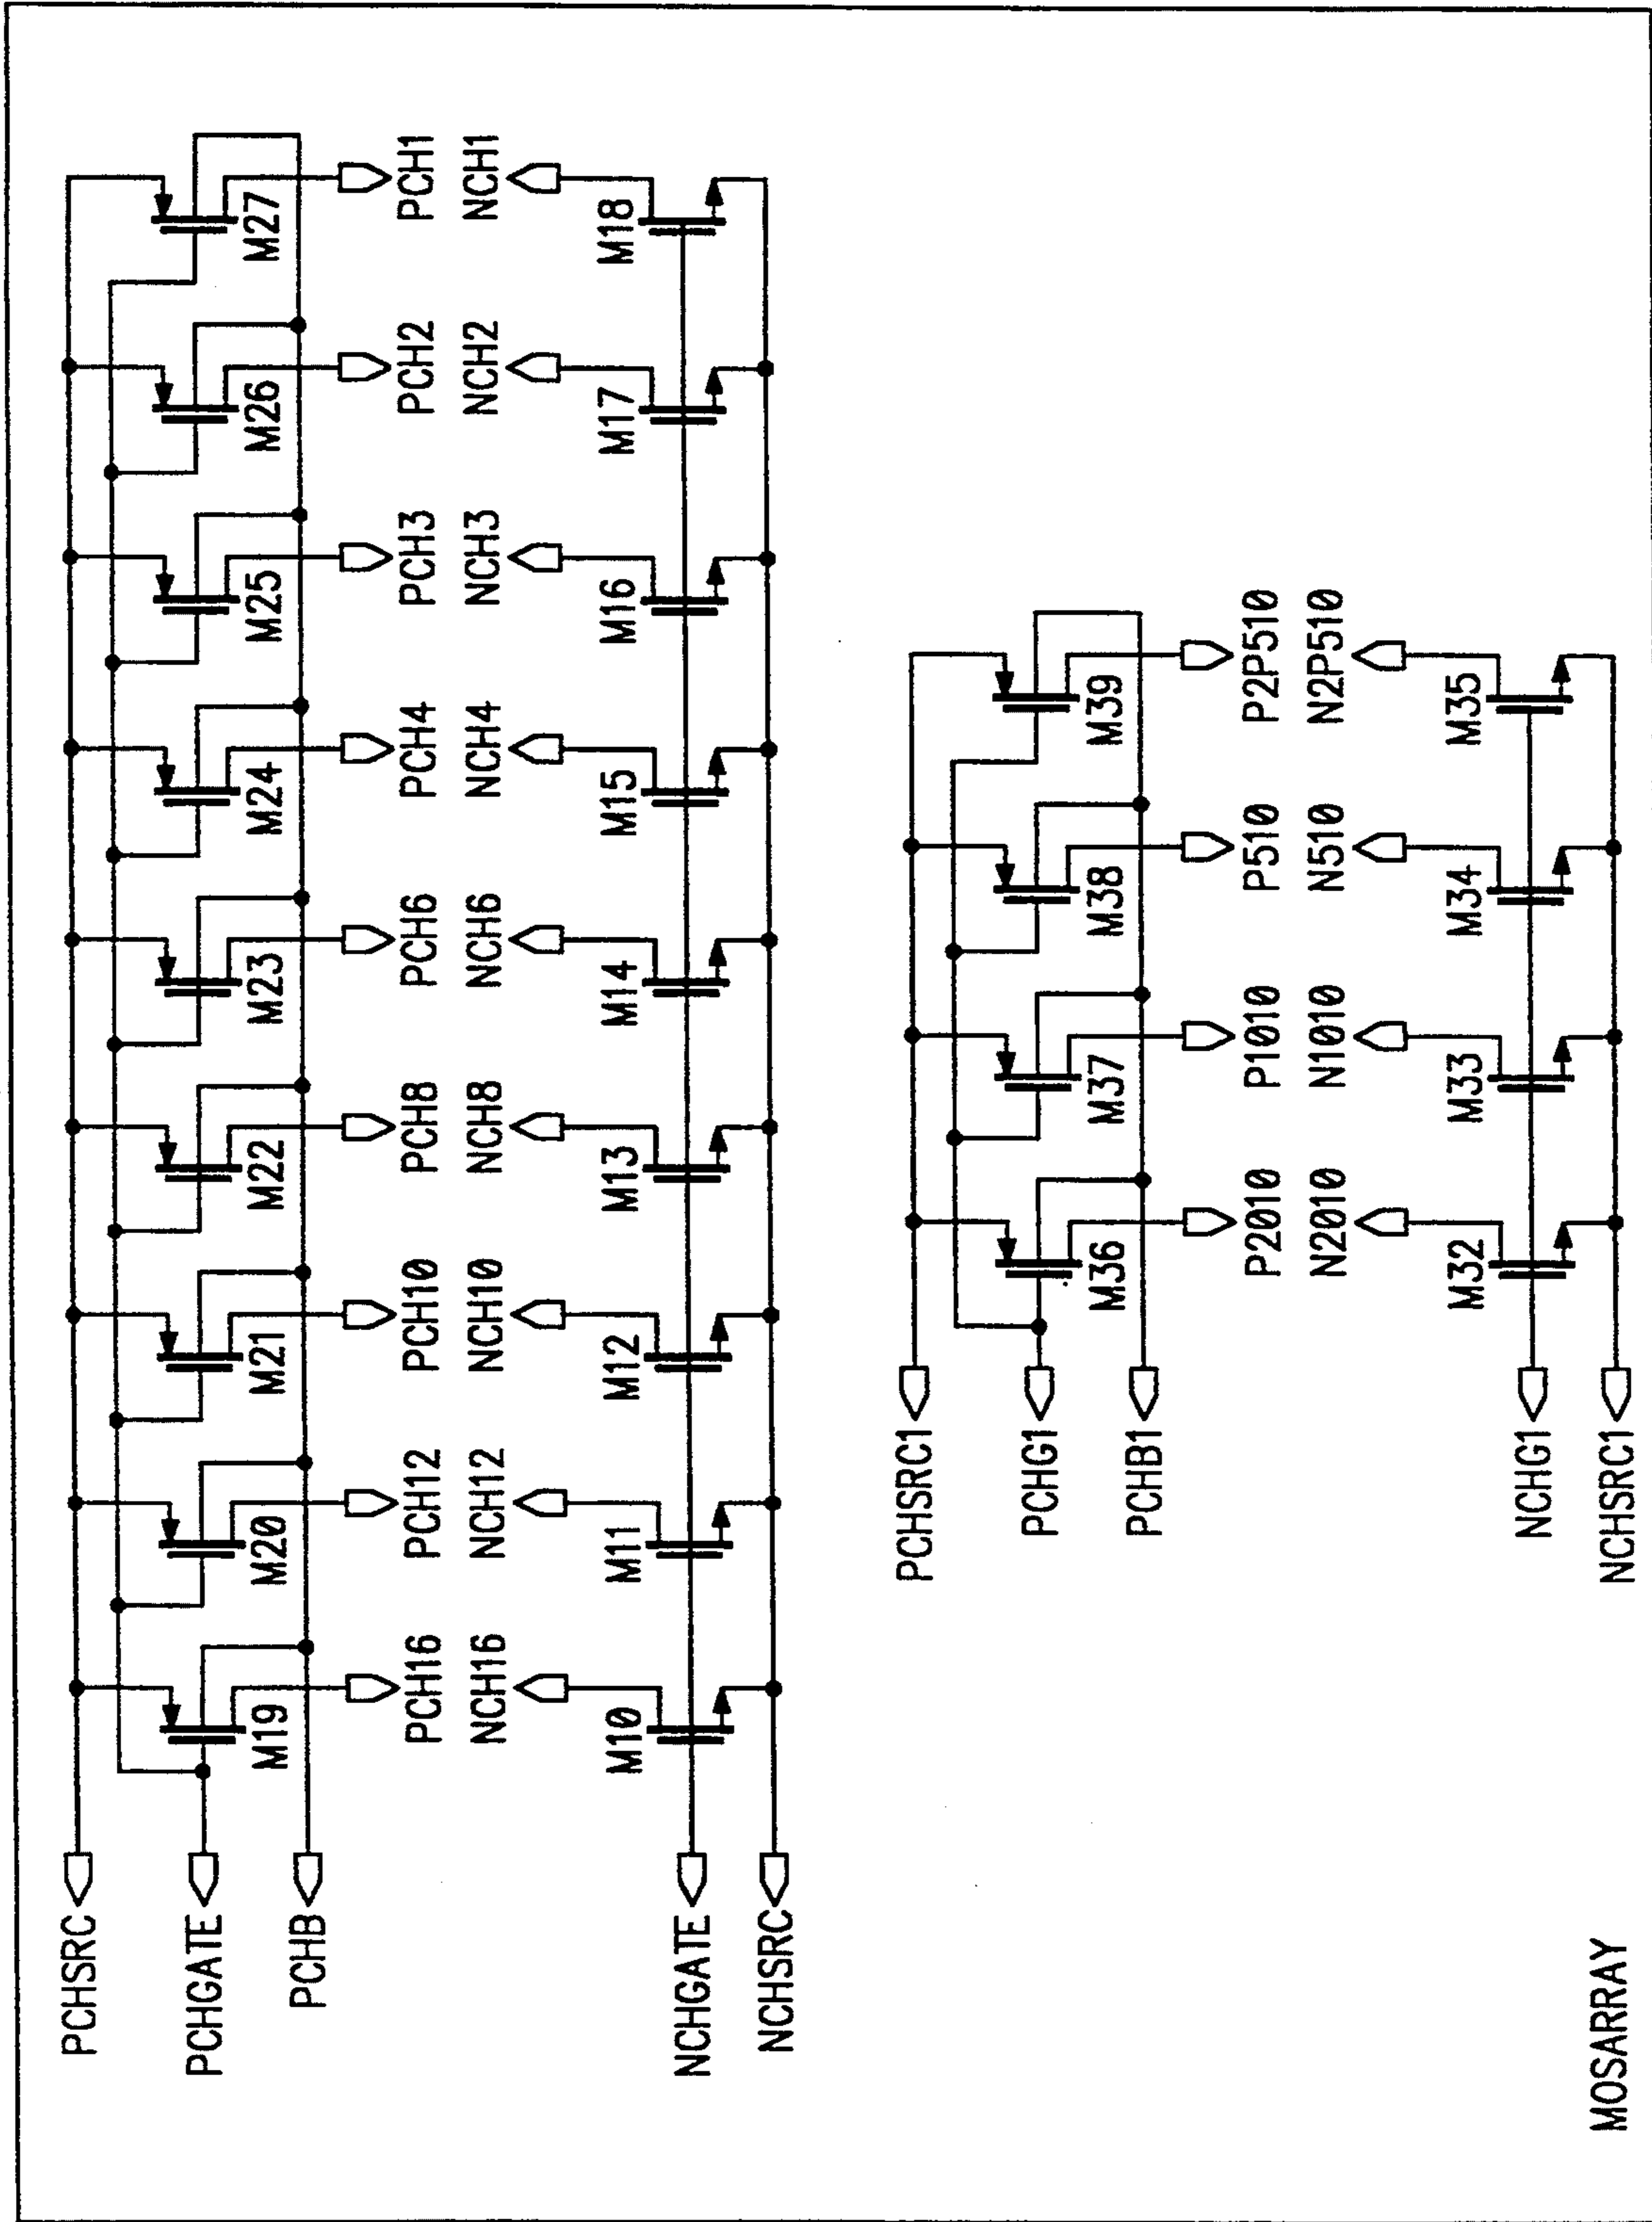 PCHSRC
M19 M20 M21 M22 M23 M24 M25 M26 M27
PCHGATE
PCHB
PCH16 PCH12 PCH10 PCH8 PCH6 PCH4 PCH3 PCH2 PCH1
NCH16 NCH12 NCH10 NCH8 NCH6 NCH4 NCH3 NCH2 NCH1
M10 M11 M12 M13 M14 M15 M16 M17 M18
NCHGATE
NCHSRC
PCHSRC1
M36 M37 M38 M39
PCHG1
PCHB1
P2010 P1010 P510 P2P510
N2010 N1010 N510 N2P510
M32 M33 M34 M35
NCHG1
NCHSRC1
MOSARRAY